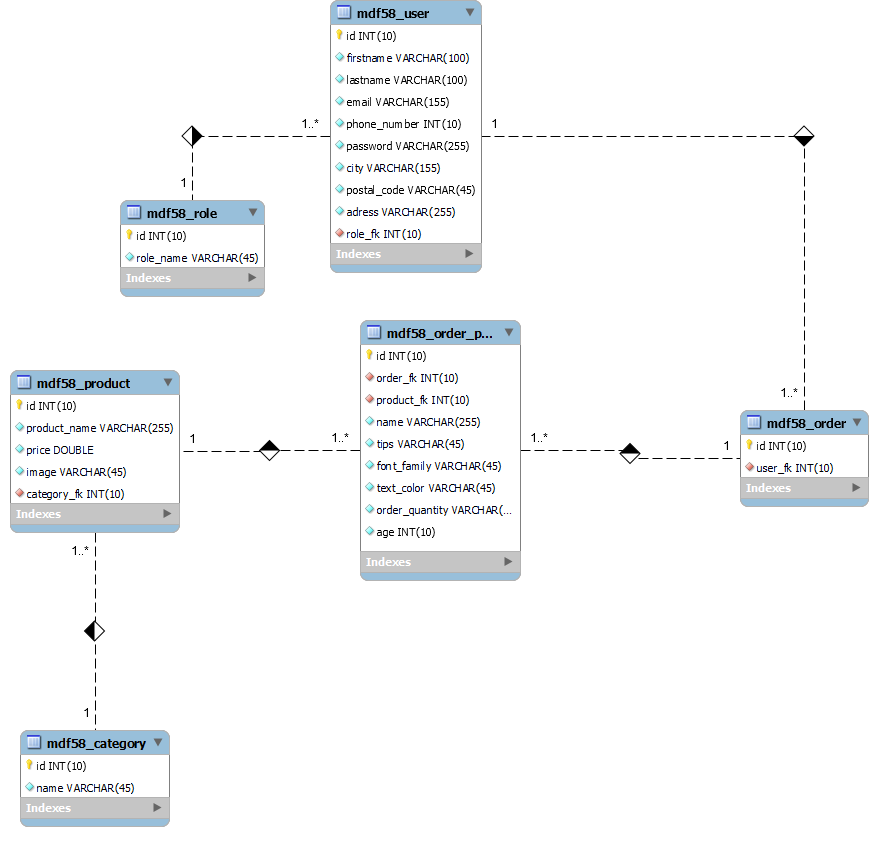 mdf58_user
id INT(10)
firstname VARCHAR(100)
lastname VARCHAR(100)
email VARCHAR(155)
phone_number INT(10)
password VARCHAR(255)
city VARCHAR(155)
postal_code VARCHAR(45)
adress VARCHAR(255)
role_fk INT(10)
Indexes
1..*
1
1
mdf58_role
id INT(10)
role_name VARCHAR(45)
Indexes
mdf58_order_p...
id INT(10)
order_fk INT(10)
product_fk INT(10)
name VARCHAR(255)
tips VARCHAR(45)
font_family VARCHAR(45)
text_color VARCHAR(45)
order_quantity VARCHAR(...
age INT(10)
Indexes
mdf58_product
id INT(10)
product_name VARCHAR(255)
price DOUBLE
image VARCHAR(45)
category_fk INT(10)
Indexes
1
1..*
1..*
1
1..*
mdf58_order
id INT(10)
user_fk INT(10)
Indexes
1..*
1
mdf58_category
id INT(10)
name VARCHAR(45)
Indexes